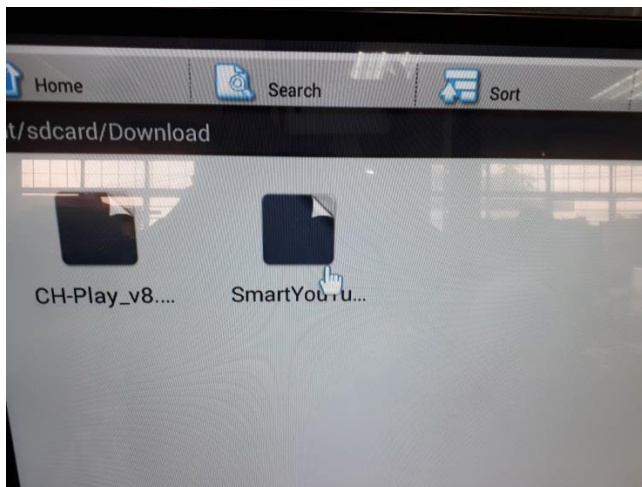 Home
Search
Sort
t/sdcard/Download
CH-Play_v8....
SmartYouTu...